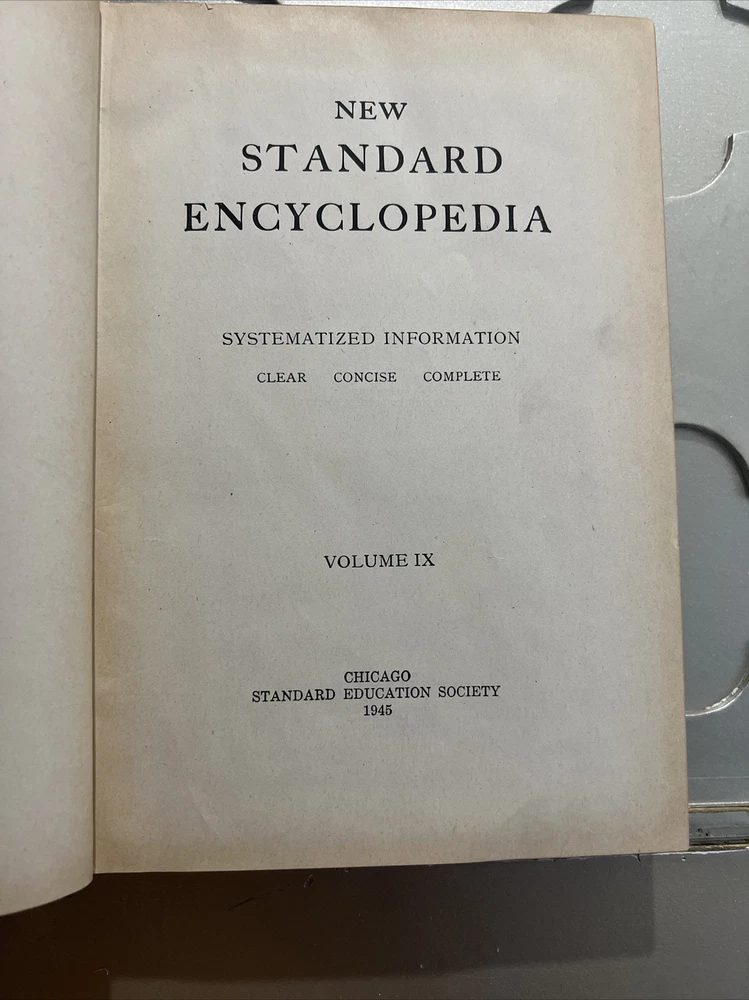 NEW
STANDARD
ENCYCLOPEDIA
SYSTEMATIZED INFORMATION
CLEAR CONCISE COMPLETE
VOLUME IX
CHICAGO
STANDARD EDUCATION SOCIETY
1945